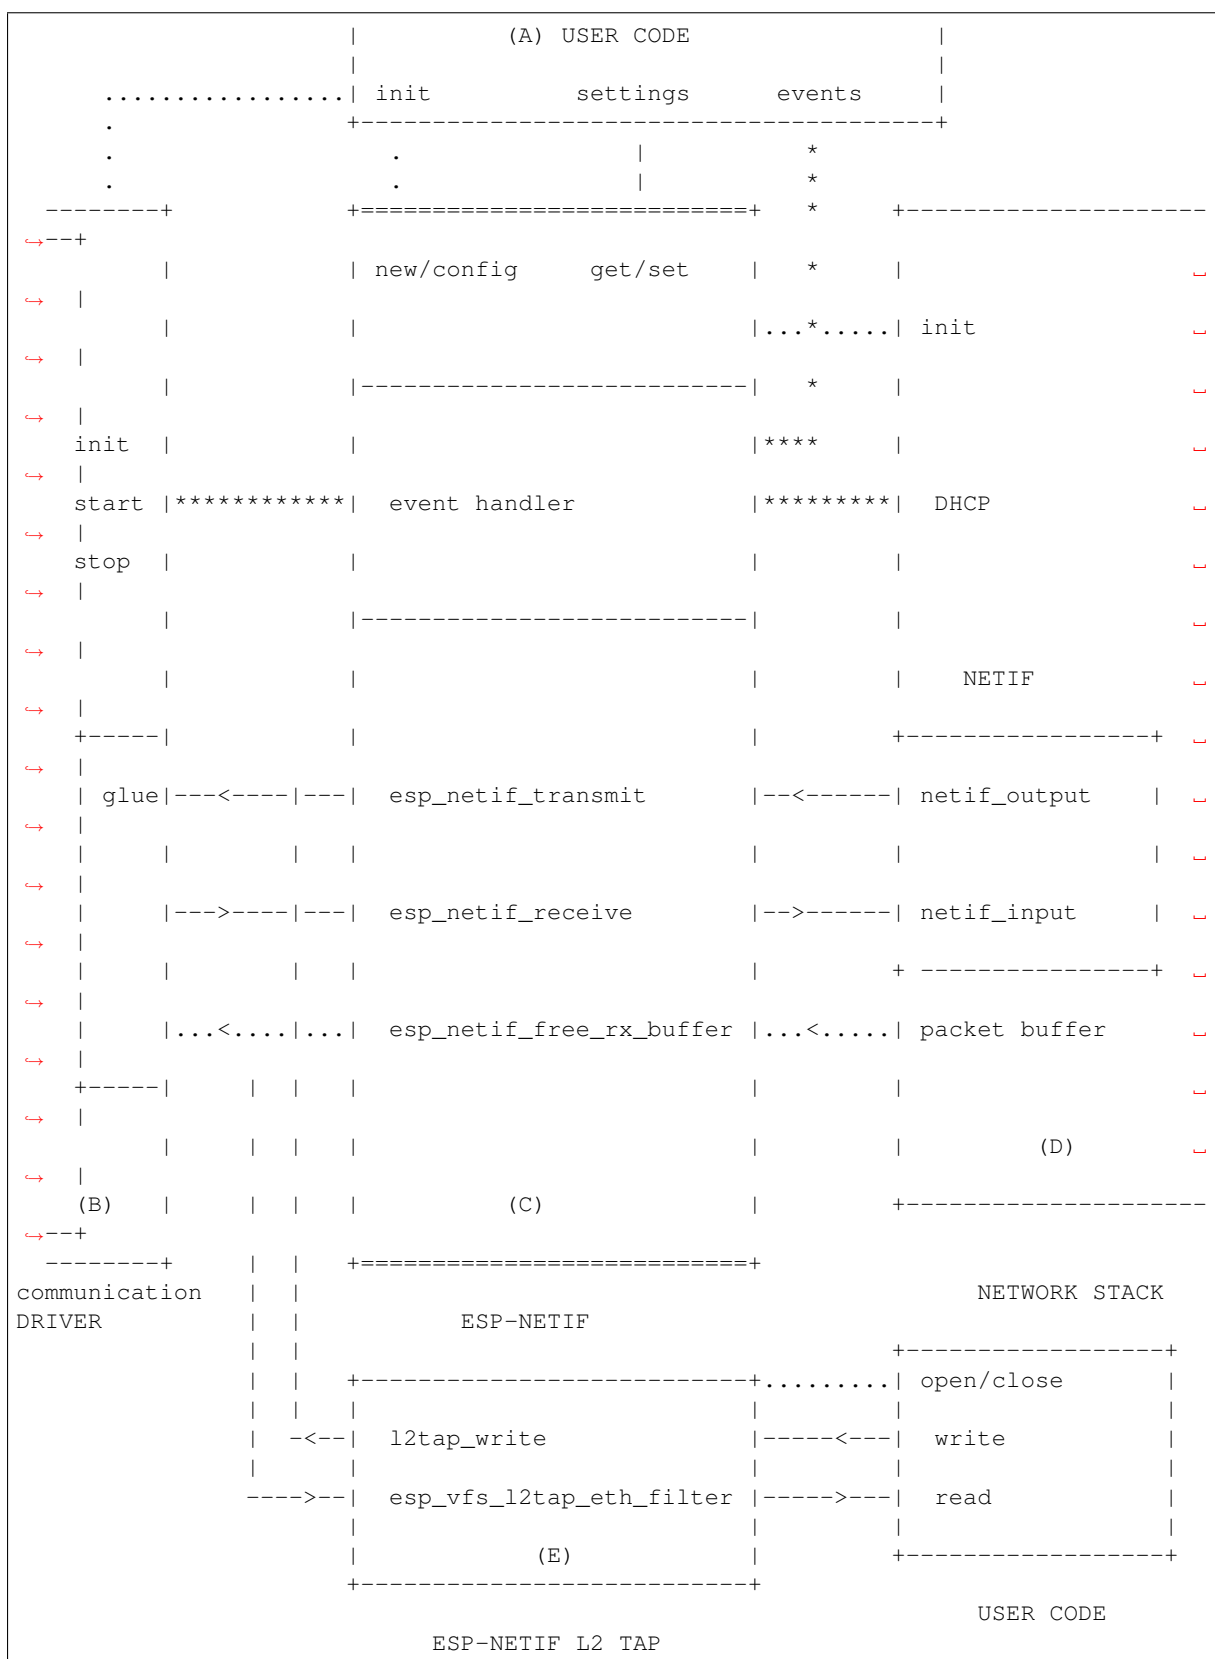 |          (A) USER CODE                 |
                       |                                        |
      .................| init          settings      events     |
      .                +----------------------------------------+
      .                   .                |           *
      .                   .                |           *
  --------+            +===========================+   *     +---------------------
↪--+
          |            | new/config     get/set    |   *     |                    ␣
↪   |
          |            |                           |...*.....| init               ␣
↪   |
          |            |---------------------------|   *     |                    ␣
↪   |
    init  |            |                           |****     |                    ␣
↪   |
    start |************|  event handler            |*********|  DHCP              ␣
↪   |
    stop  |            |                           |         |                    ␣
↪   |
          |            |---------------------------|         |                    ␣
↪   |
          |            |                           |         |    NETIF           ␣
↪   |
    +-----|            |                           |         +-----------------+  ␣
↪   |
    | glue|---<----|---|  esp_netif_transmit       |--<------| netif_output    |  ␣
↪   |
    |     |        |   |                           |         |                 |  ␣
↪   |
    |     |--->----|---|  esp_netif_receive        |-->------| netif_input     |  ␣
↪   |
    |     |        |   |                           |         + ----------------+  ␣
↪   |
    |     |...<....|...|  esp_netif_free_rx_buffer |...<.....| packet buffer      ␣
↪   |
    +-----|     |  |   |                           |         |                    ␣
↪   |
          |     |  |   |                           |         |         (D)        ␣
↪   |
    (B)   |     |  |   |          (C)              |         +---------------------
↪--+
  --------+     |  |   +===========================+
communication   |  |                                               NETWORK STACK
DRIVER          |  |           ESP-NETIF
                |  |                                         +------------------+
                |  |   +---------------------------+.........| open/close       |
                |  |   |                           |         |                  |
                |  -<--|  l2tap_write              |-----<---|  write           |
                |      |                           |         |                  |
                ---->--|  esp_vfs_l2tap_eth_filter |----->---|  read            |
                       |                           |         |                  |
                       |            (E)            |         +------------------+
                       +---------------------------+
                                                                  USER CODE
                             ESP-NETIF L2 TAP